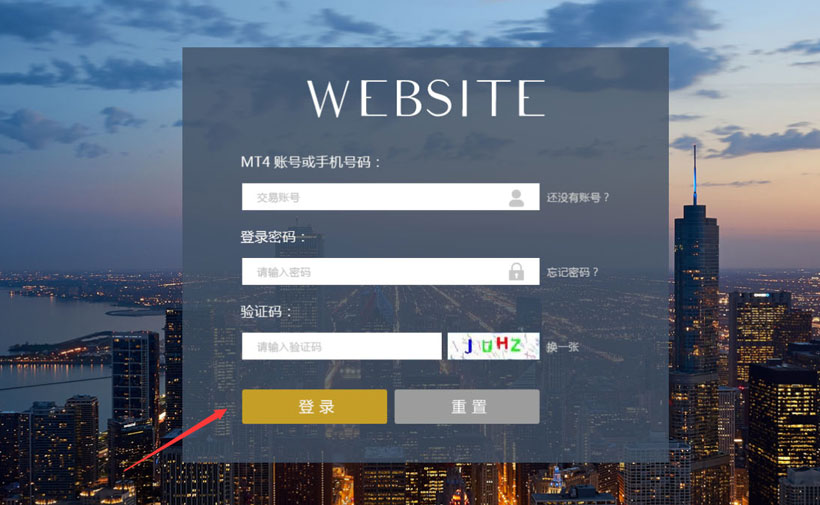 WEBSITE
MT4 账号或手机号码：
交易账号
还没有账号？
登录密码：
请输入密码
忘记密码？
验证码：
请输入验证码
JUHZ
换一张
登录
重置